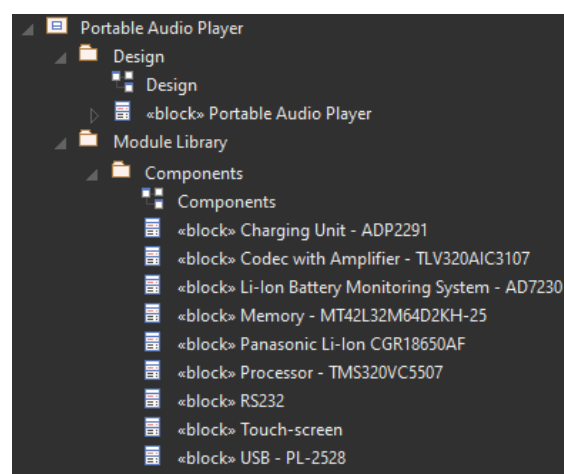 Portable Audio Player
Design
Design
«block» Portable Audio Player
Module Library
Components
Components
«block» Charging Unit - ADP2291
«block» Codec with Amplifier - TLV320AIC3107
«block» Li-Ion Battery Monitoring System - AD7230
«block» Memory - MT42L32M64D2KH-25
«block» Panasonic Li-Ion CGR18650AF
«block» Processor - TMS320VC5507
«block» RS232
«block» Touch-screen
«block» USB - PL-2528